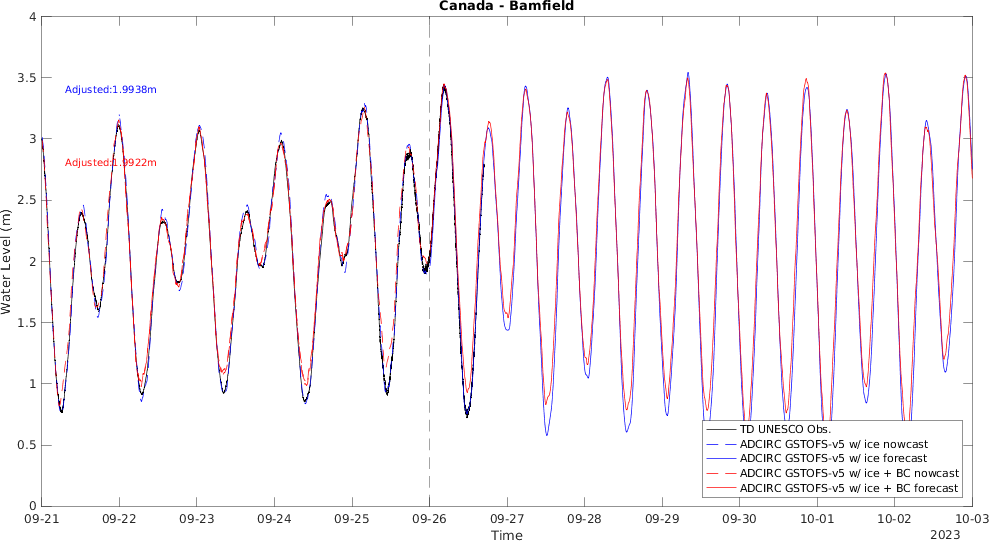 Canada - Bamfield
4
3.5
3
2.5
2
1.5
1
0.5
0
Water Level (m)
Adjusted:1.9938m
Adjusted:1.9922m
TD UNESCO Obs.
ADCIRC GSTOFS-v5 w/ ice nowcast
ADCIRC GSTOFS-v5 w/ ice forecast
ADCIRC GSTOFS-v5 w/ ice + BC nowcast
ADCIRC GSTOFS-v5 w/ ice + BC forecast
09-21 09-22 09-23 09-24 09-25 09-26 09-27 09-28 09-29 09-30 10-01 10-02 10-03
Time
2023